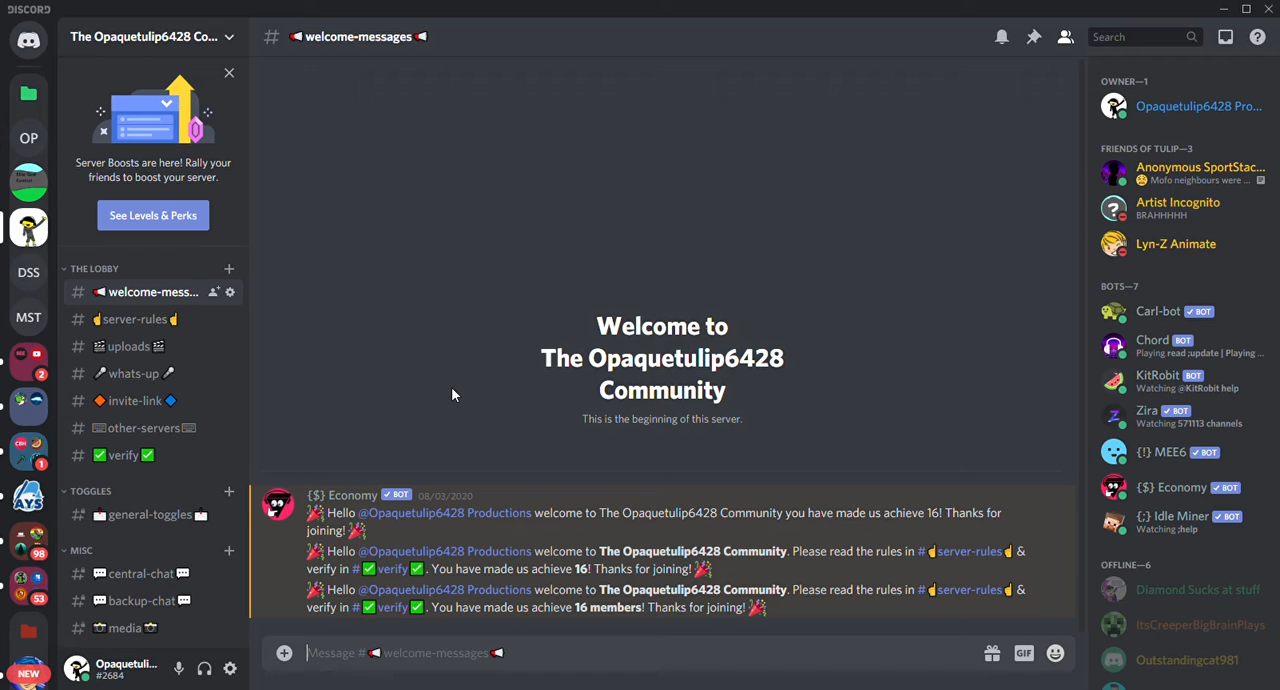 DISCORD
The Opaquetulip6428 Co...
# welcome-messages
Search
Server Boosts are here! Rally your
friends to boost your server.
See Levels & Perks
OP
DSS
MST
2
1
98
53
NEW
THE LOBBY
# welcome-mess...
# server-rules
# uploads
# whats-up
# invite-link
# other-servers
# verify
TOGGLES
# general-toggles
MISC
# central-chat
# backup-chat
# media
Opaquetuli...
#2684
Welcome to
The Opaquetulip6428
Community
This is the beginning of this server.
{$} Economy BOT 08/03/2020
Hello @Opaquetulip6428 Productions welcome to The Opaquetulip6428 Community you have made us achieve 16! Thanks for
joining!
Hello @Opaquetulip6428 Productions welcome to The Opaquetulip6428 Community. Please read the rules in # server-rules &
verify in # verify . You have made us achieve 16! Thanks for joining!
Hello @Opaquetulip6428 Productions welcome to The Opaquetulip6428 Community. Please read the rules in # server-rules &
verify in # verify . You have made us achieve 16 members! Thanks for joining!
Message # welcome-messages
GIF
OWNER—1
Opaquetulip6428 Pro...
FRIENDS OF TULIP—3
Anonymous SportStac...
Mofo neighbours were ...
Artist Incognito
BRAHHHHH
Lyn-Z Animate
BOTS—7
Carl-bot BOT
Chord BOT
Playing read ;update | Playing ...
KitRobit BOT
Watching @KitRobit help
Zira BOT
Watching 571113 channels
{!} MEE6 BOT
{$} Economy BOT
{;} Idle Miner BOT
Watching ;help
OFFLINE—6
Diamond Sucks at stuff
ItsCreeperBigBrainPlays
Outstandingcat981